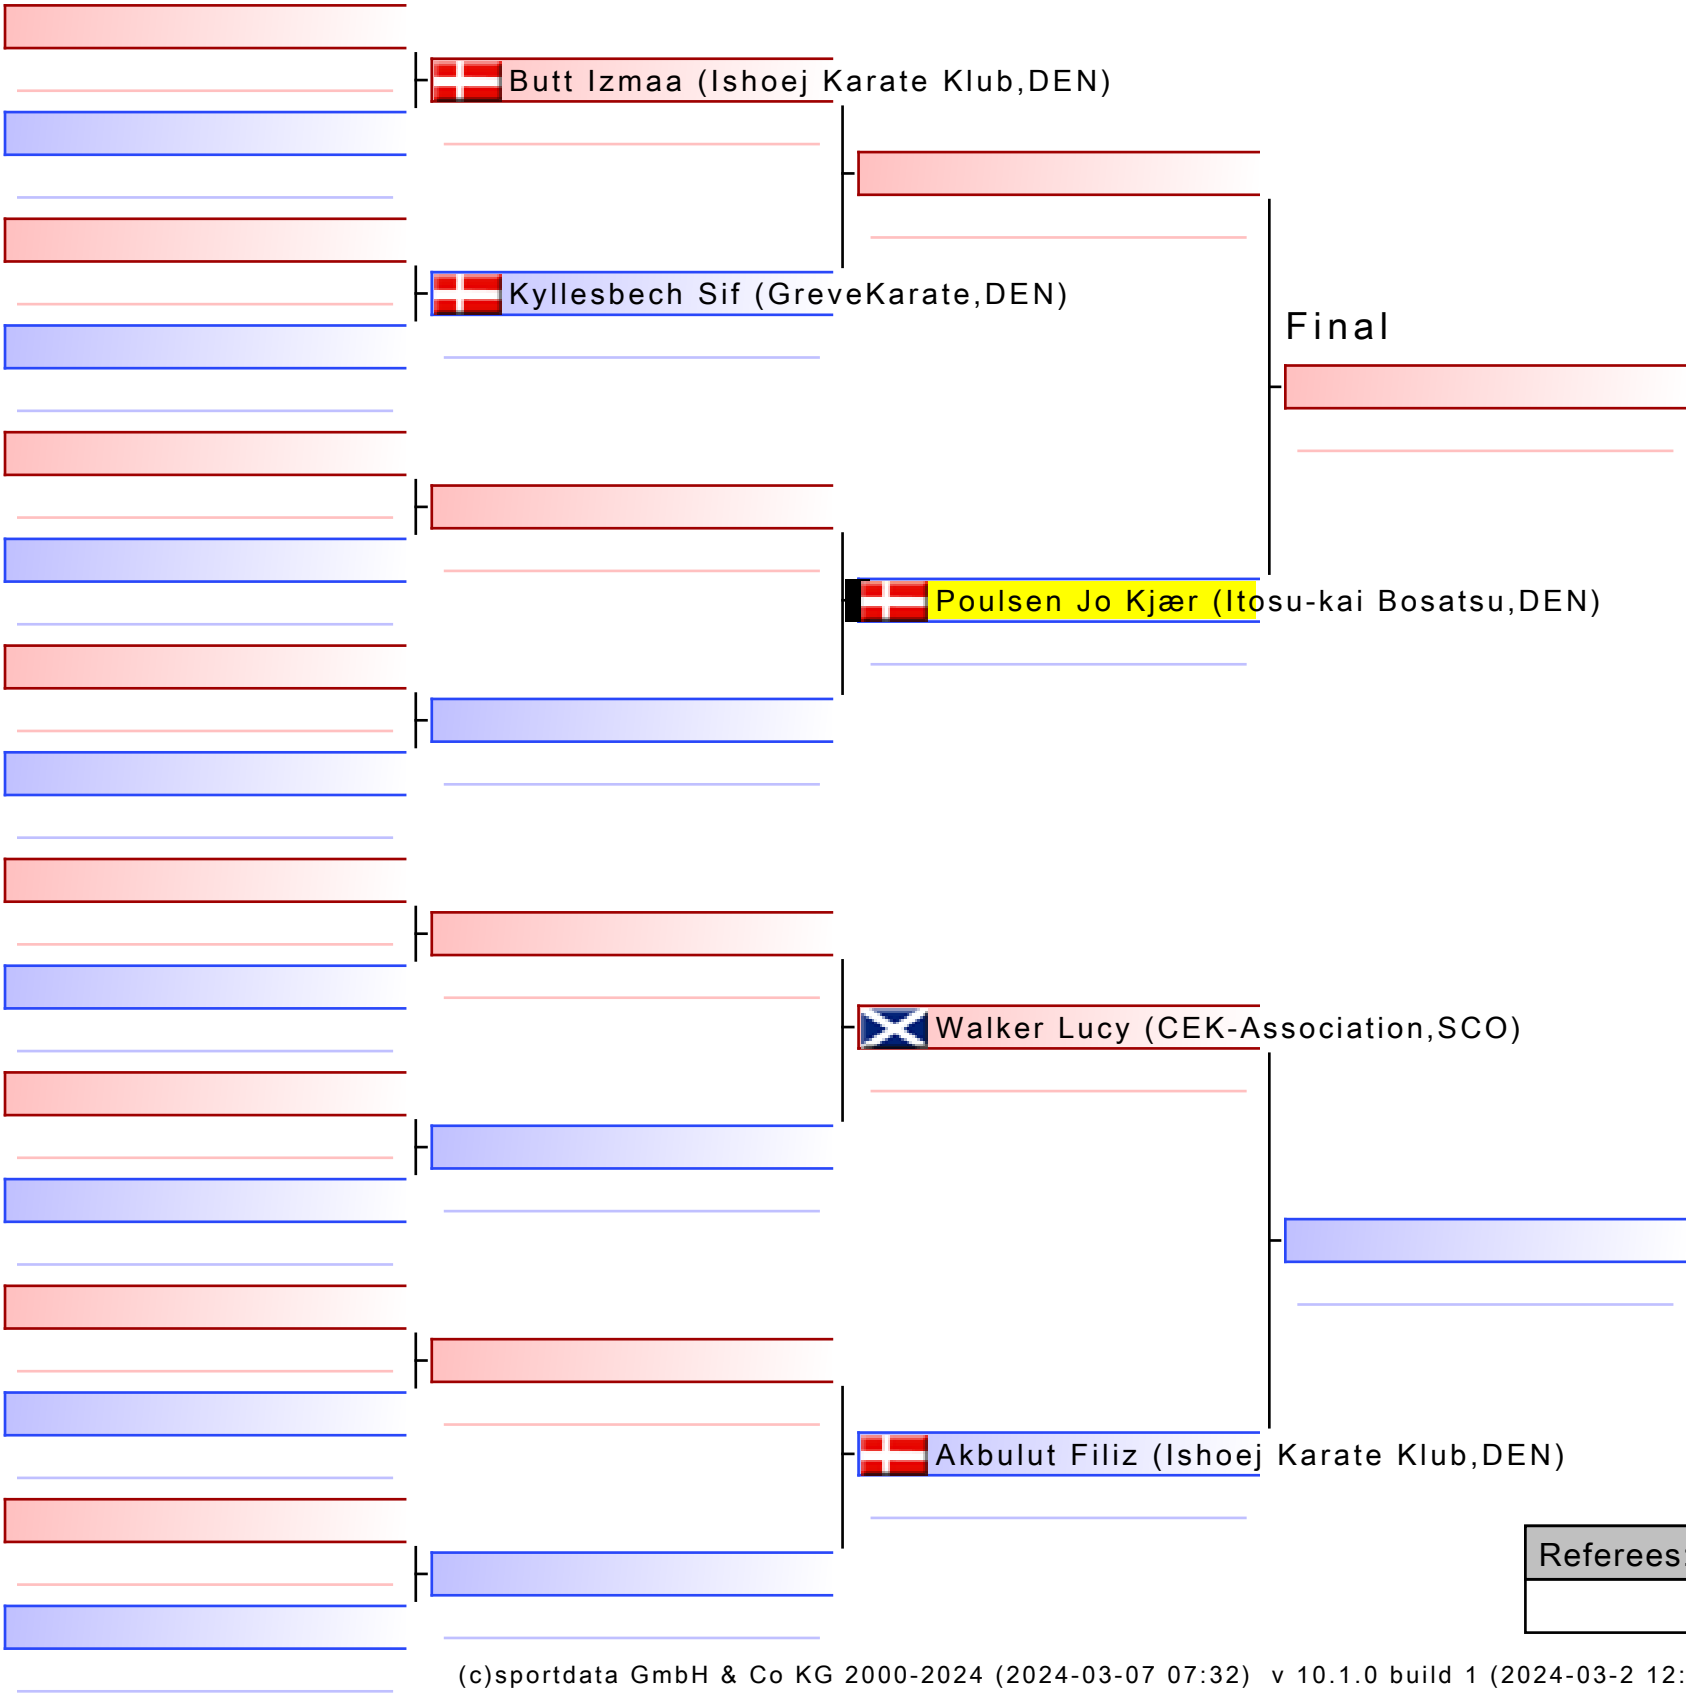 Butt Izmaa (Ishoej Karate Klub,DEN)
Kyllesbech Sif (GreveKarate,DEN)
Final
Poulsen Jo Kjær (Itosu-kai Bosatsu,DEN)
Walker Lucy (CEK-Association,SCO)
Akbulut Filiz (Ishoej Karate Klub,DEN)
Referees:
(c)sportdata GmbH & Co KG 2000-2024 (2024-03-07 07:32) v 10.1.0 build 1 (2024-03-2 12: